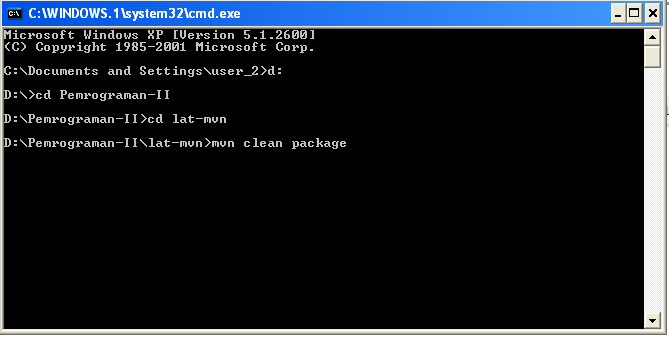 C:\WINDOWS.1\system32\cmd.exe
Microsoft Windows XP [Version 5.1.2600]
(C) Copyright 1985-2001 Microsoft Corp.
C:\Documents and Settings\user_2>d:
D:\>cd Pemrograman-II
D:\Pemrograman-II>cd lat-mvn
D:\Pemrograman-II\lat-mvn>mvn clean package